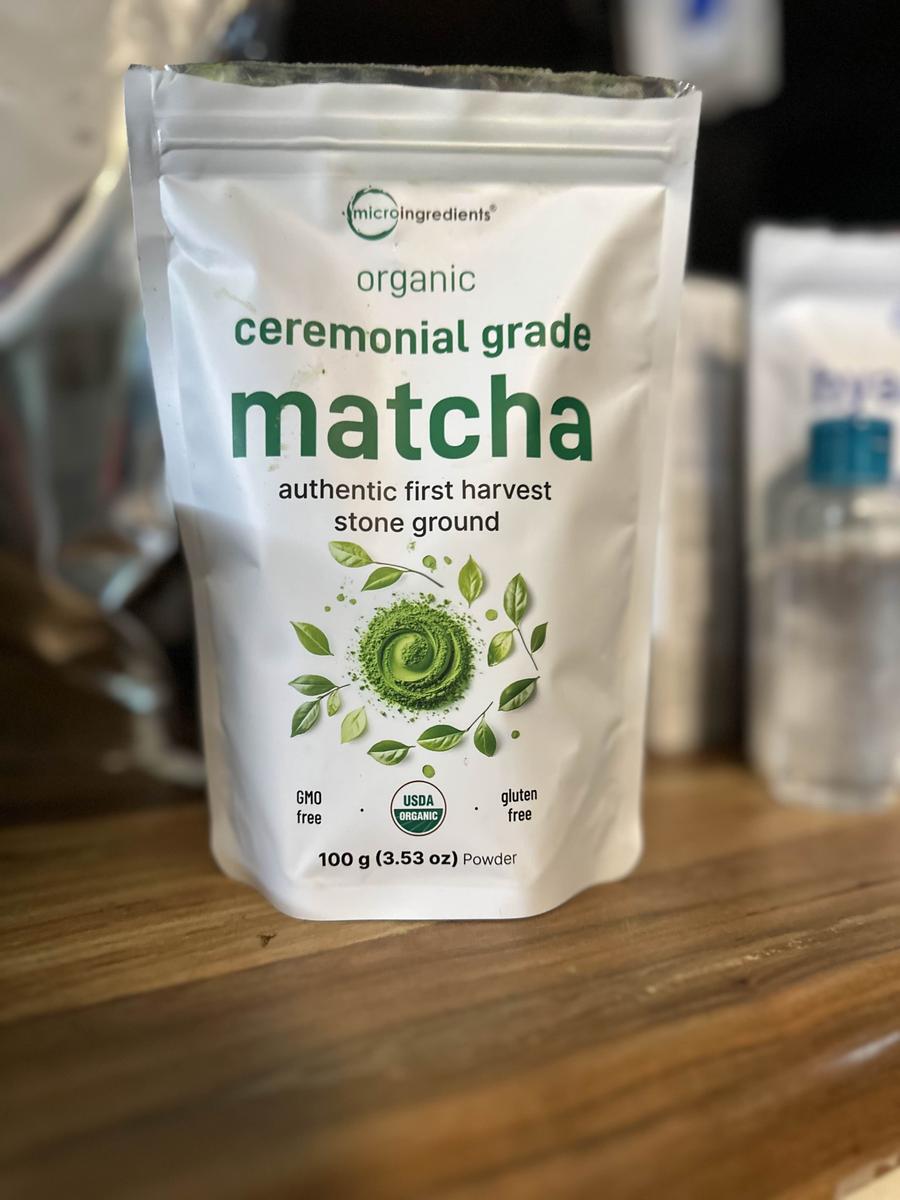 microingredients®
organic
ceremonial grade
matcha
authentic first harvest
stone ground
GMO
free
USDA
ORGANIC
gluten
free
100 g (3.53 oz) Powder